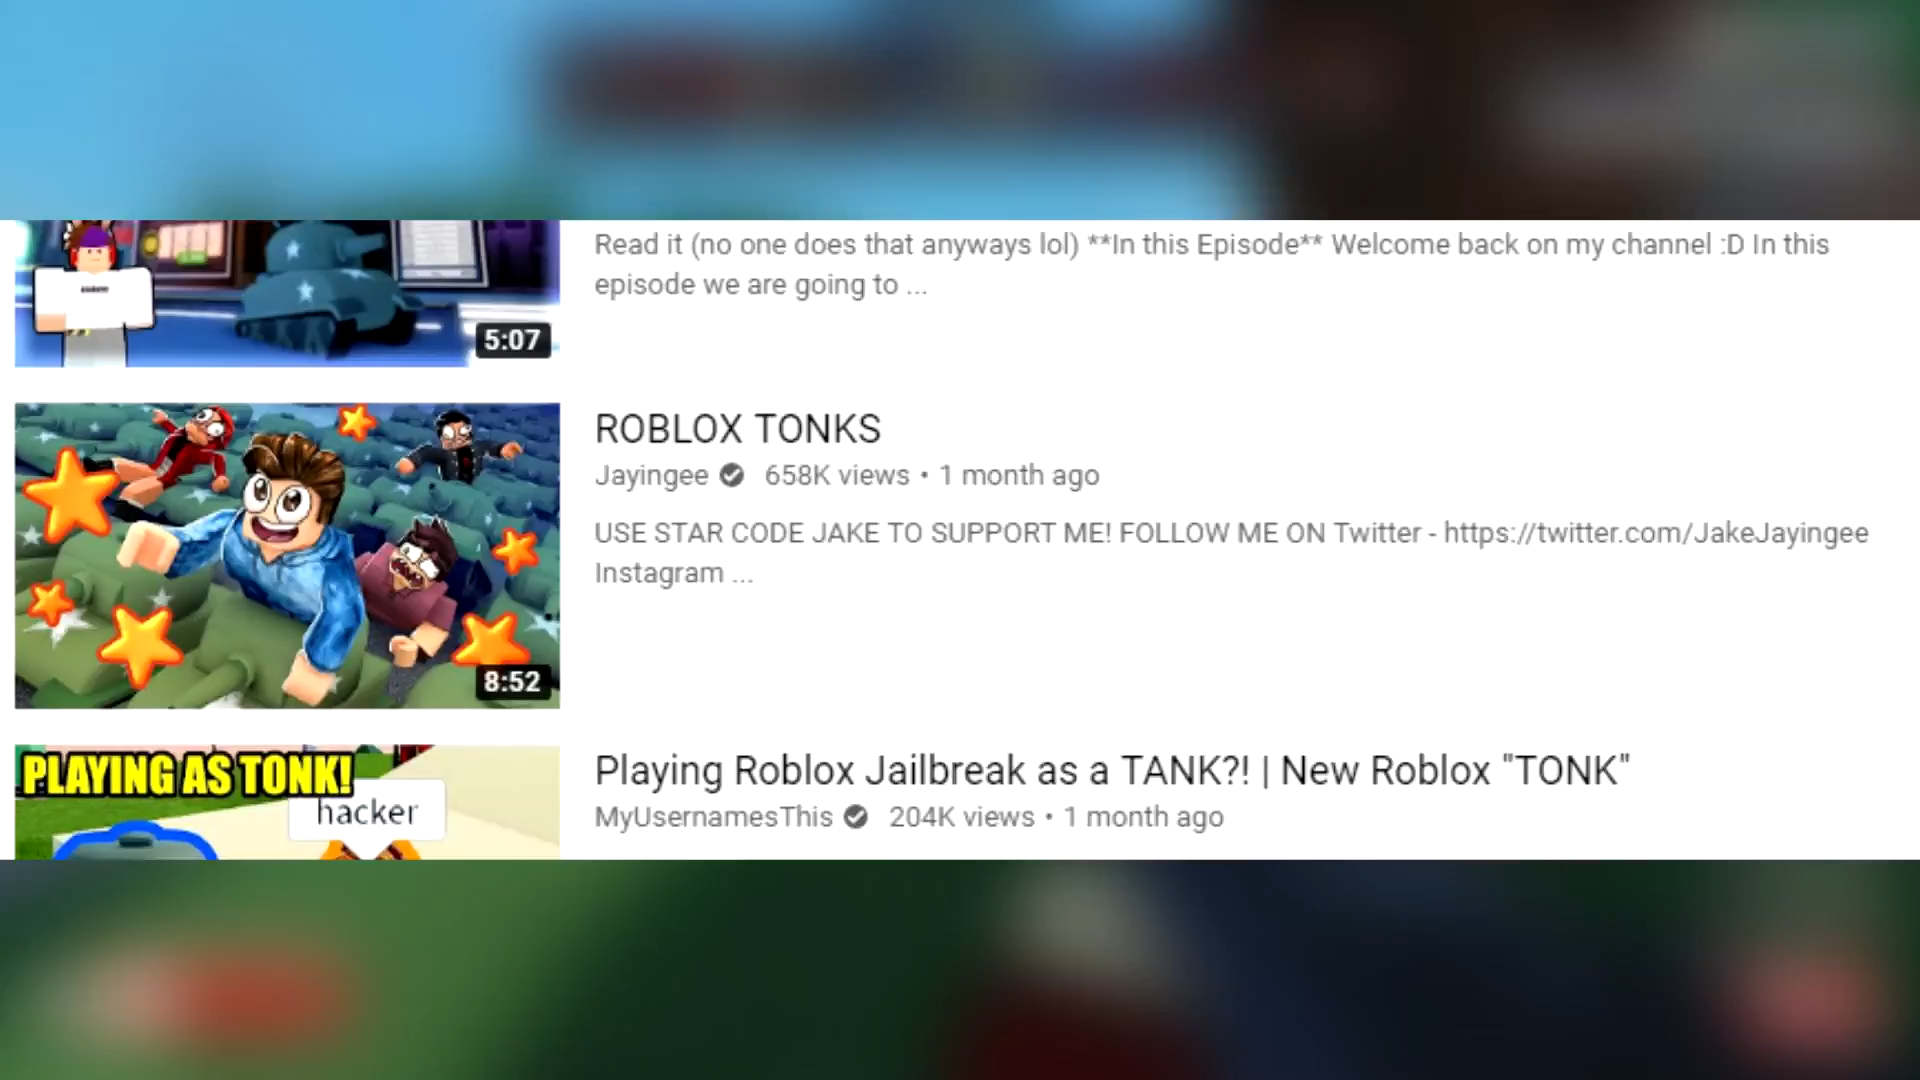 Read it (no one does that anyways lol) **In this Episode** Welcome back on my channel :D In this
episode we are going to ...
5:07
ROBLOX TONKS
Jayingee 658K views • 1 month ago
USE STAR CODE JAKE TO SUPPORT ME! FOLLOW ME ON Twitter - https://twitter.com/JakeJayingee
Instagram ...
8:52
PLAYING AS TONK!
hacker
Playing Roblox Jailbreak as a TANK?! | New Roblox "TONK"
MyUsernamesThis 204K views • 1 month ago